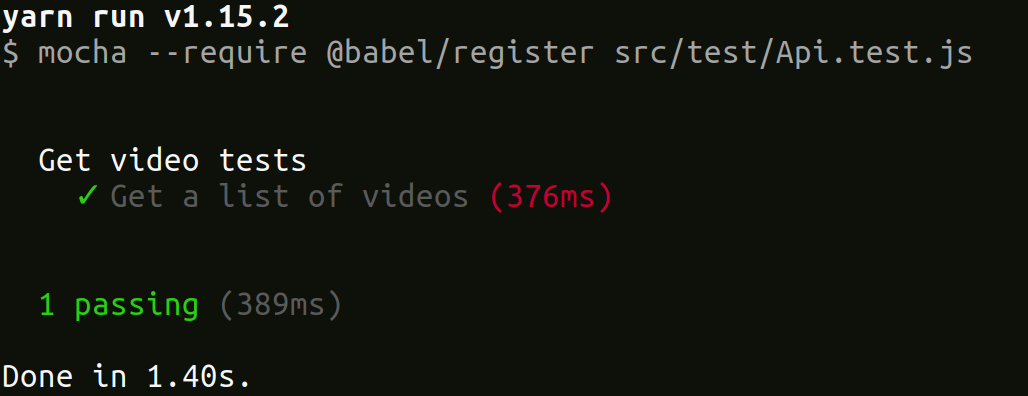 yarn run v1.15.2
$ mocha --require @babel/register src/test/Api.test.js
Get video tests
✓ Get a list of videos (376ms)
1 passing (389ms)
Done in 1.40s.